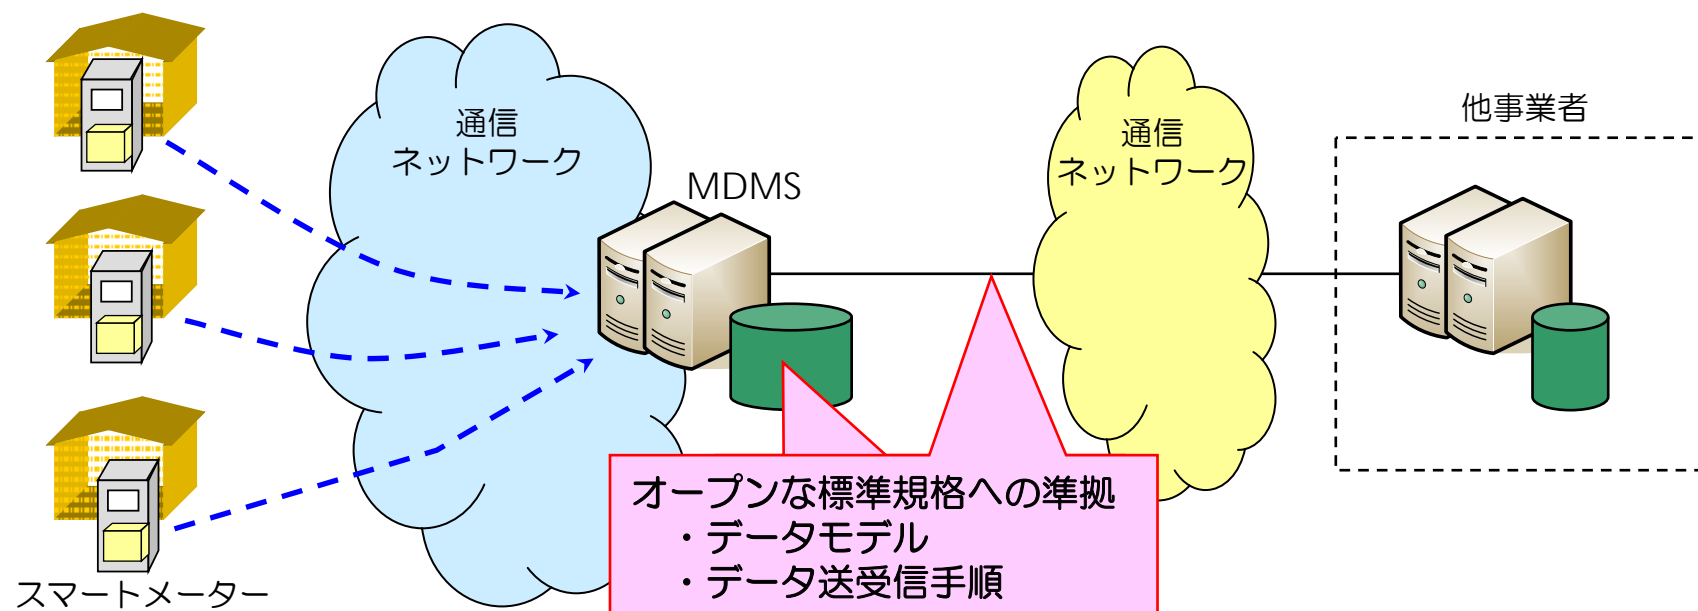 通信
ネットワーク
MDMS
通信
ネットワーク
他事業者
オープンな標準規格への準拠
・データモデル
・データ送受信手順
スマートメーター